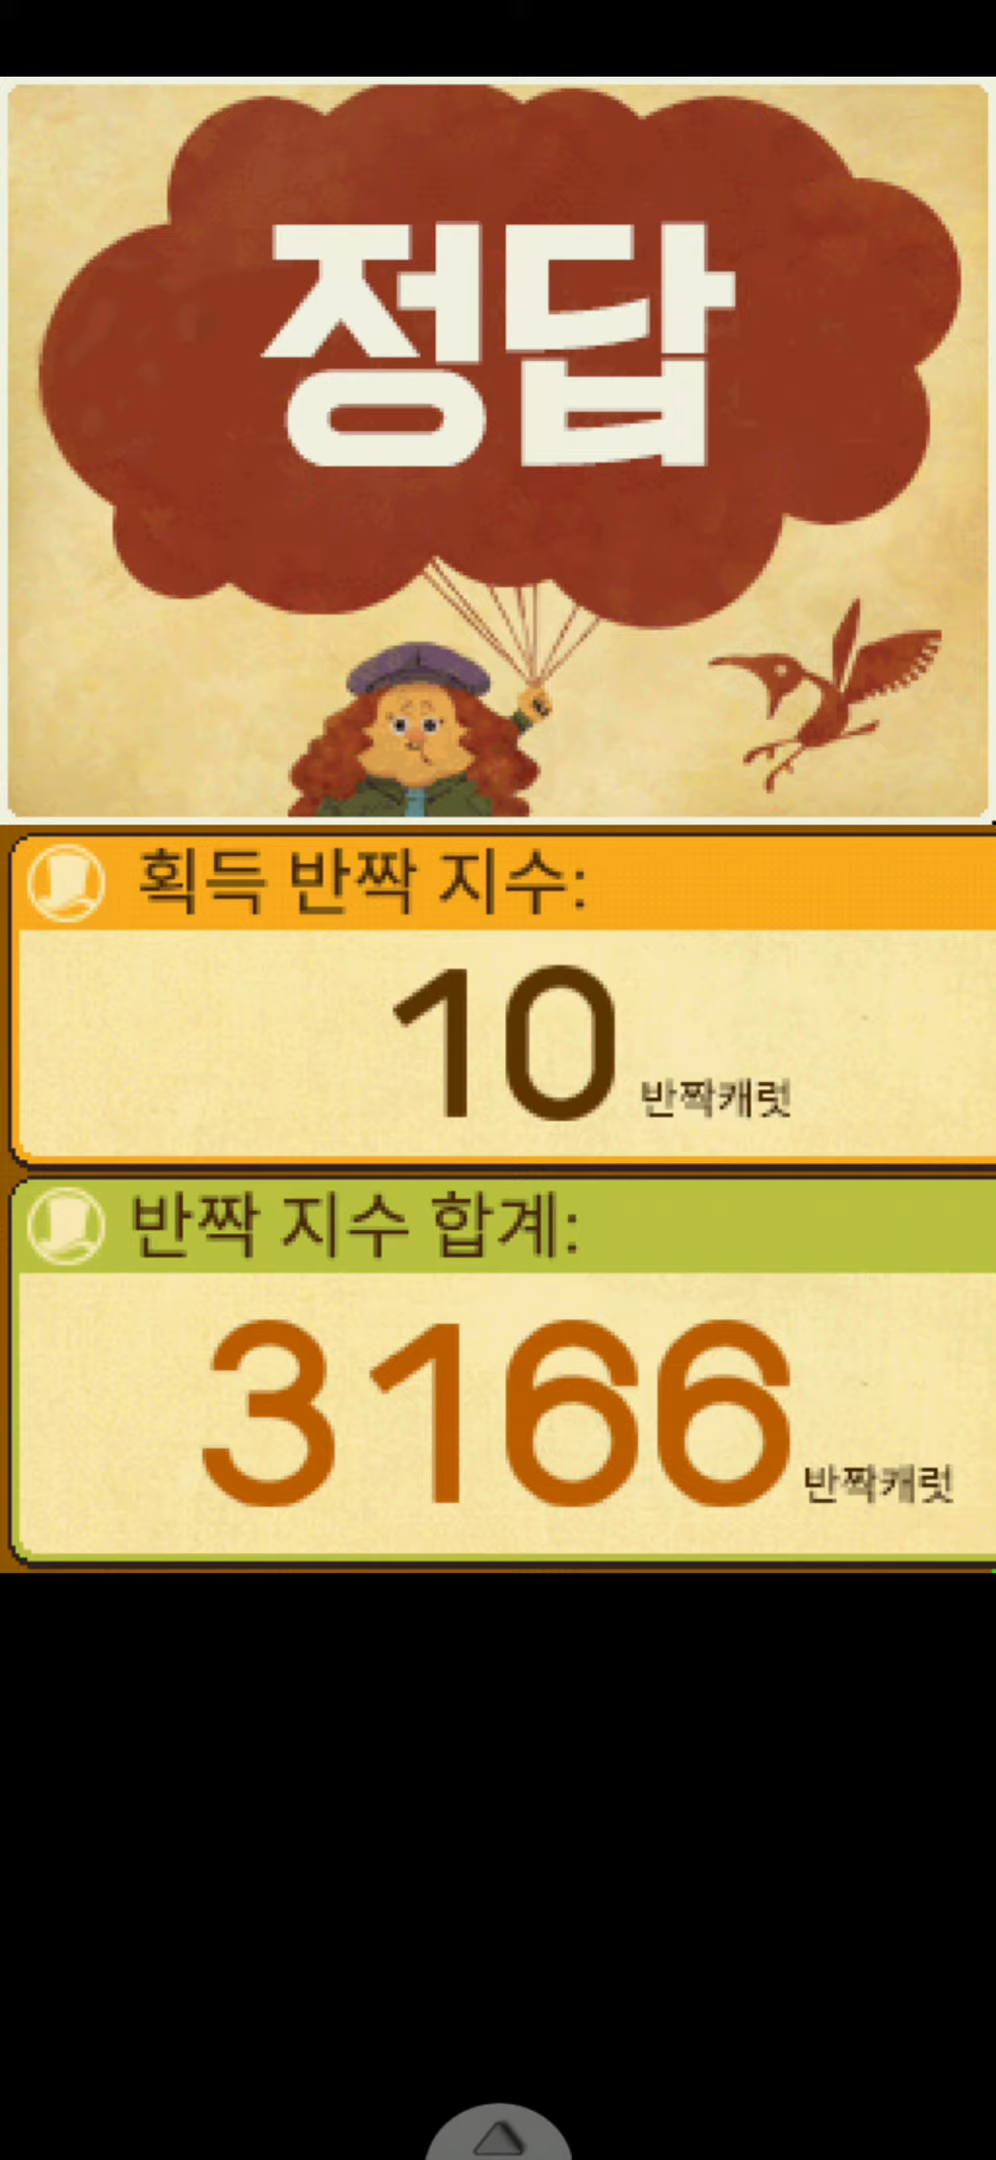 정답
획득 반짝 지수:
10 반짝캐럿
반짝 지수 합계:
3166 반짝캐럿